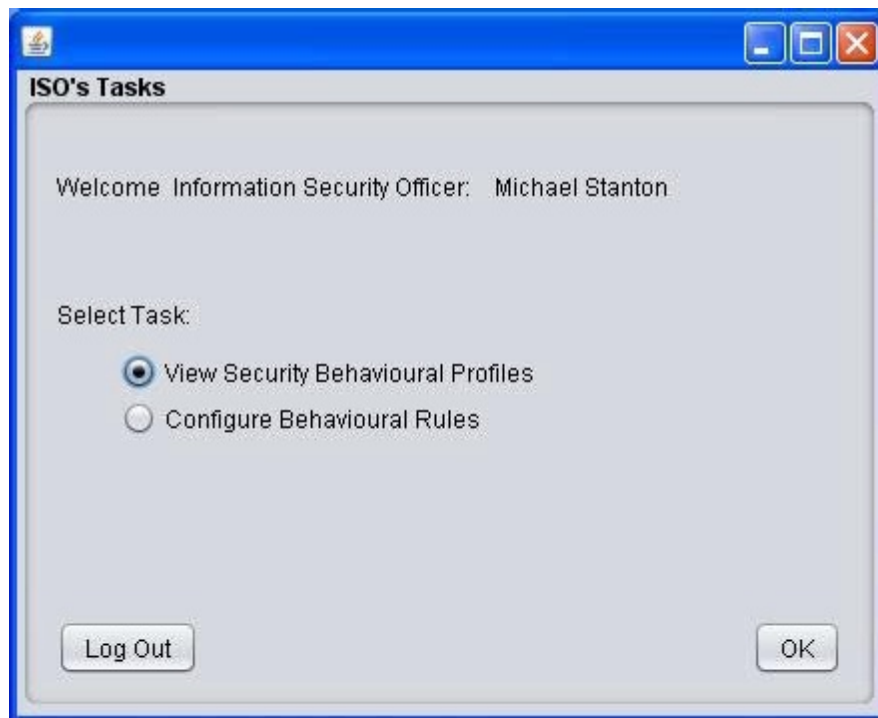 ISO's Tasks
Welcome Information Security Officer: Michael Stanton
Select Task:
View Security Behavioural Profiles
Configure Behavioural Rules
Log Out OK